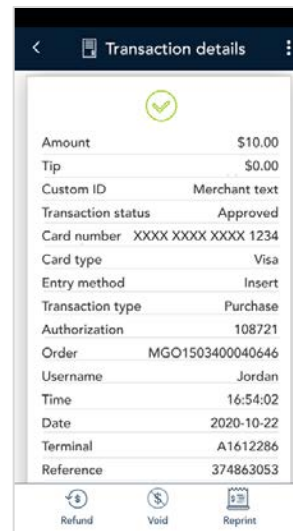 Transaction details
Amount $10.00
Tip $0.00
Custom ID Merchant text
Transaction status Approved
Card number XXXX XXXX XXXX 1234
Card type Visa
Entry method Insert
Transaction type Purchase
Authorization 108721
Order MGO1503400040646
Username Jordan
Time 16:54:02
Date 2020-10-22
Terminal A1612286
Reference 374863053
Refund Void Reprint